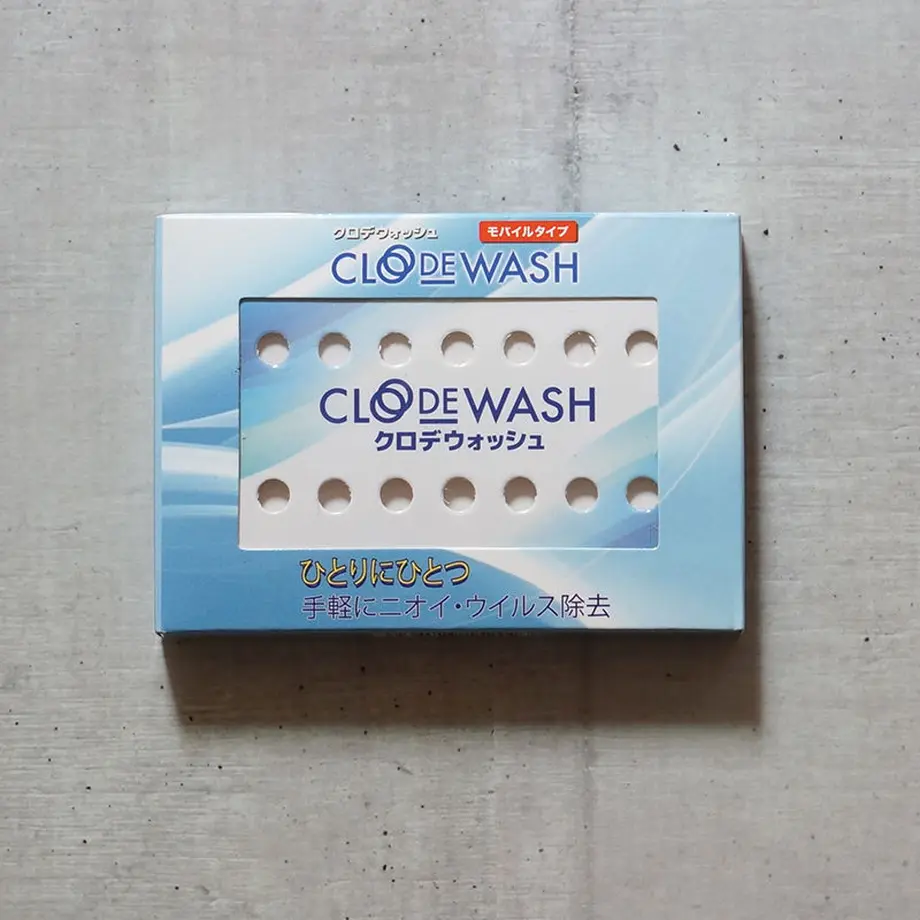 クロデウォッシュ
モバイルタイプ
CLODEWASH
CLODEWASH
クロデウォッシュ
ひとりにひとつ
手軽にニオイ・ウイルス除去